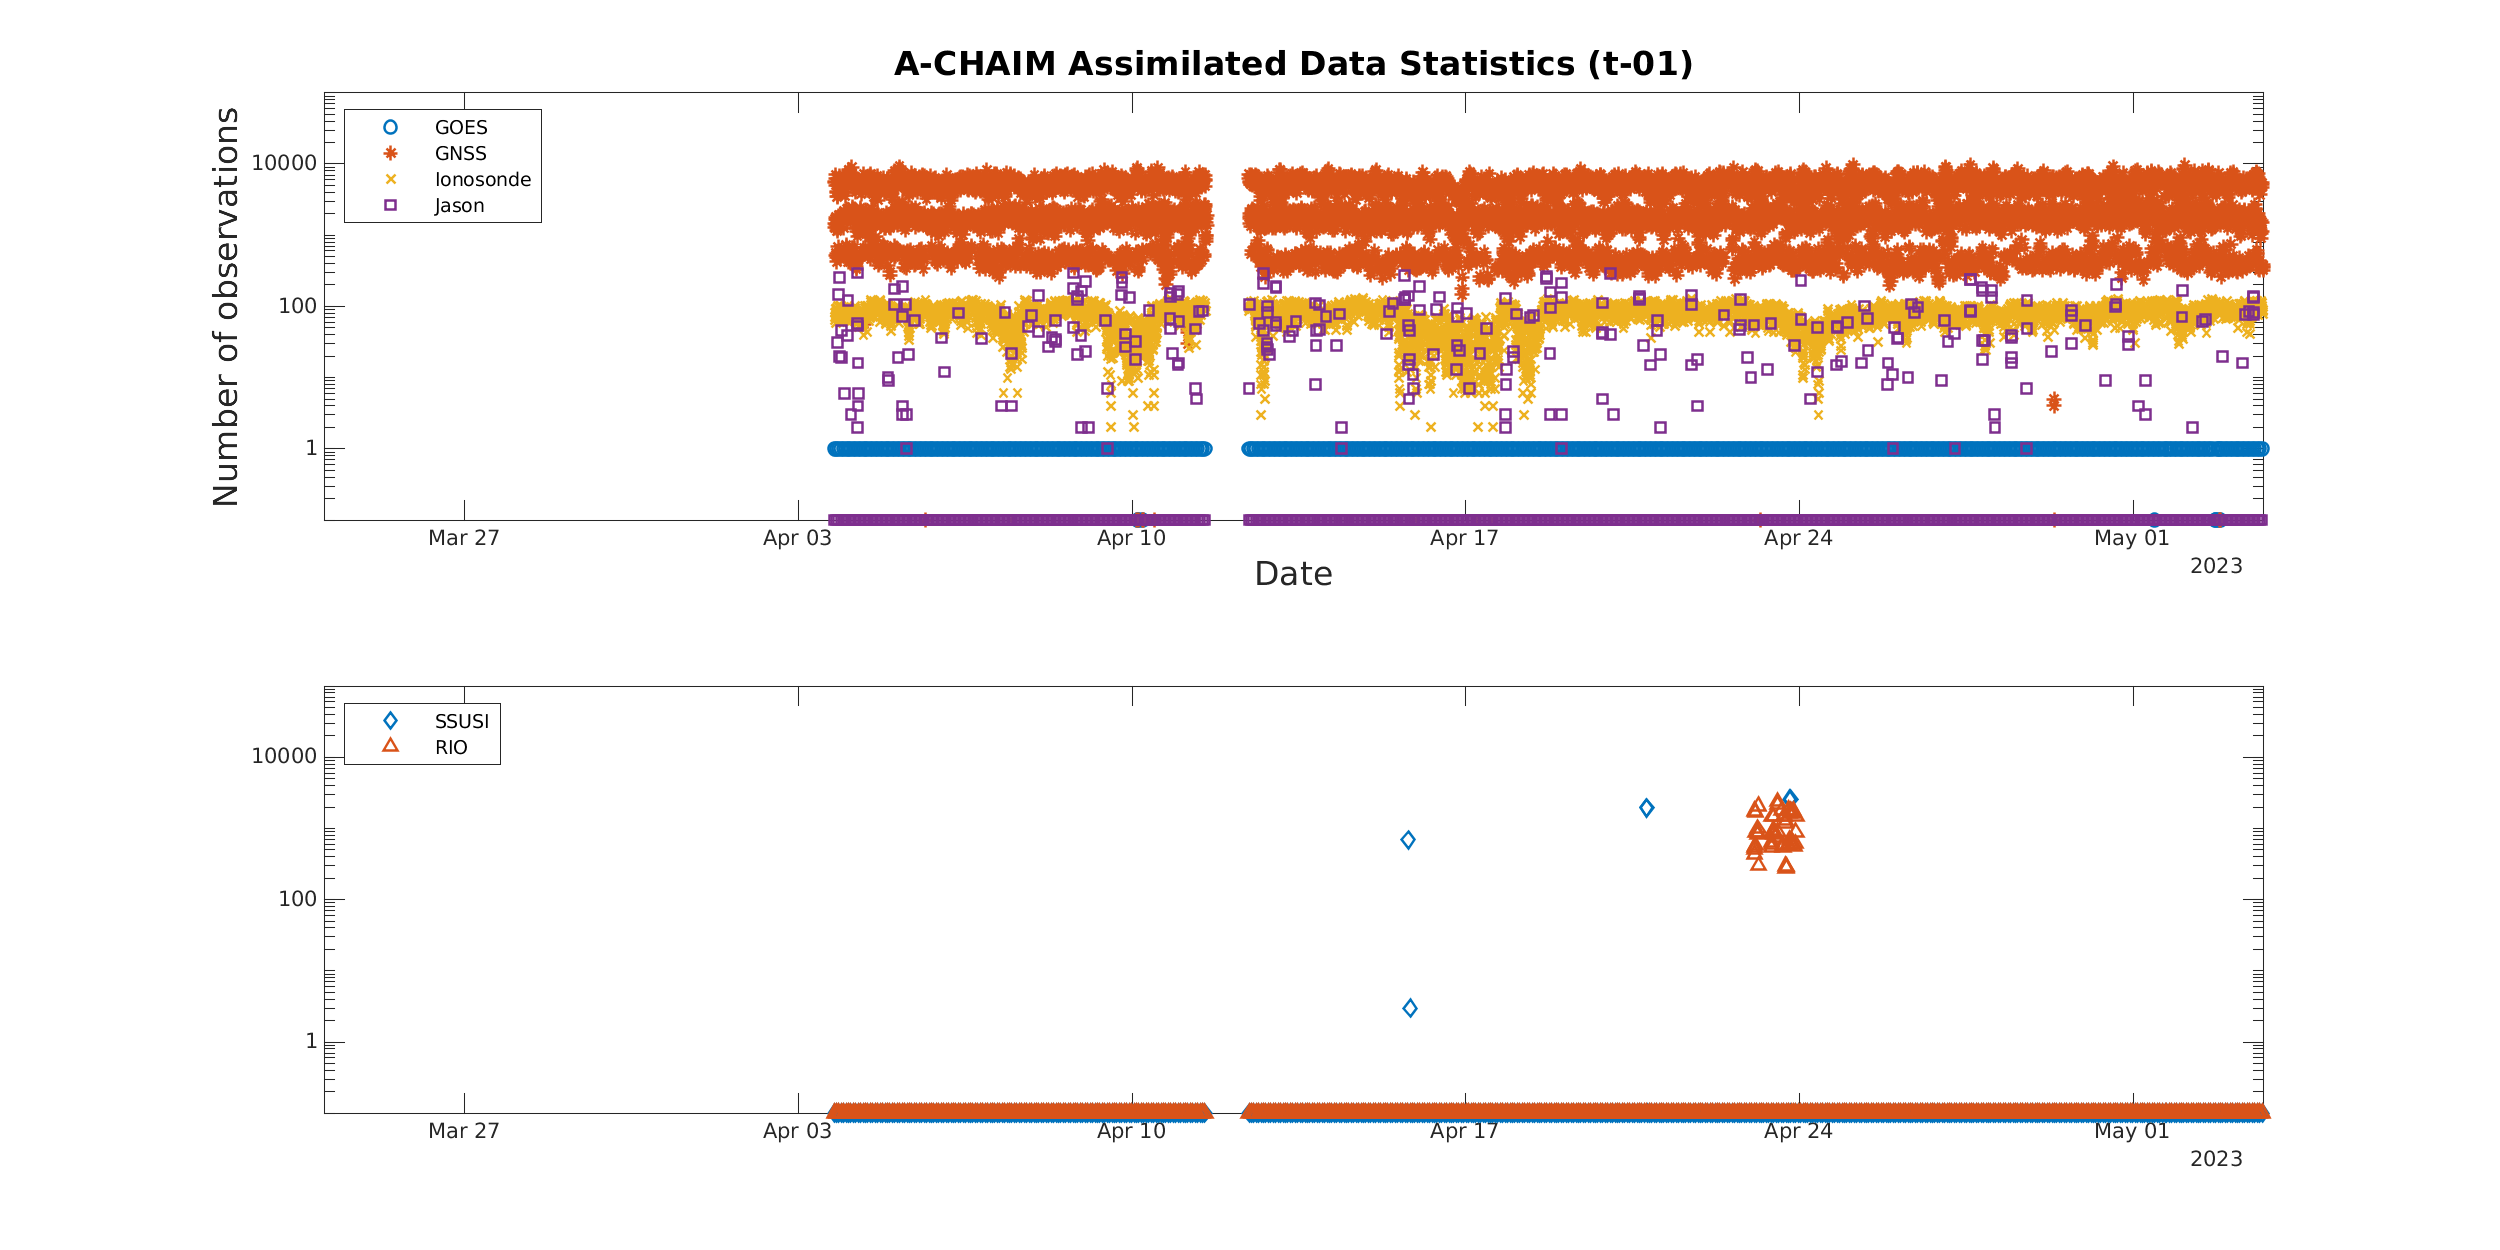 A-CHAIM Assimilated Data Statistics (t-01)
Number of observations
GOES
GNSS
Ionosonde
Jason
10000
100
1
Mar 27
Apr 03
Apr 10
Apr 17
Apr 24
May 01
2023
Date
SSUSI
RIO
10000
100
1
Mar 27
Apr 03
Apr 10
Apr 17
Apr 24
May 01
2023